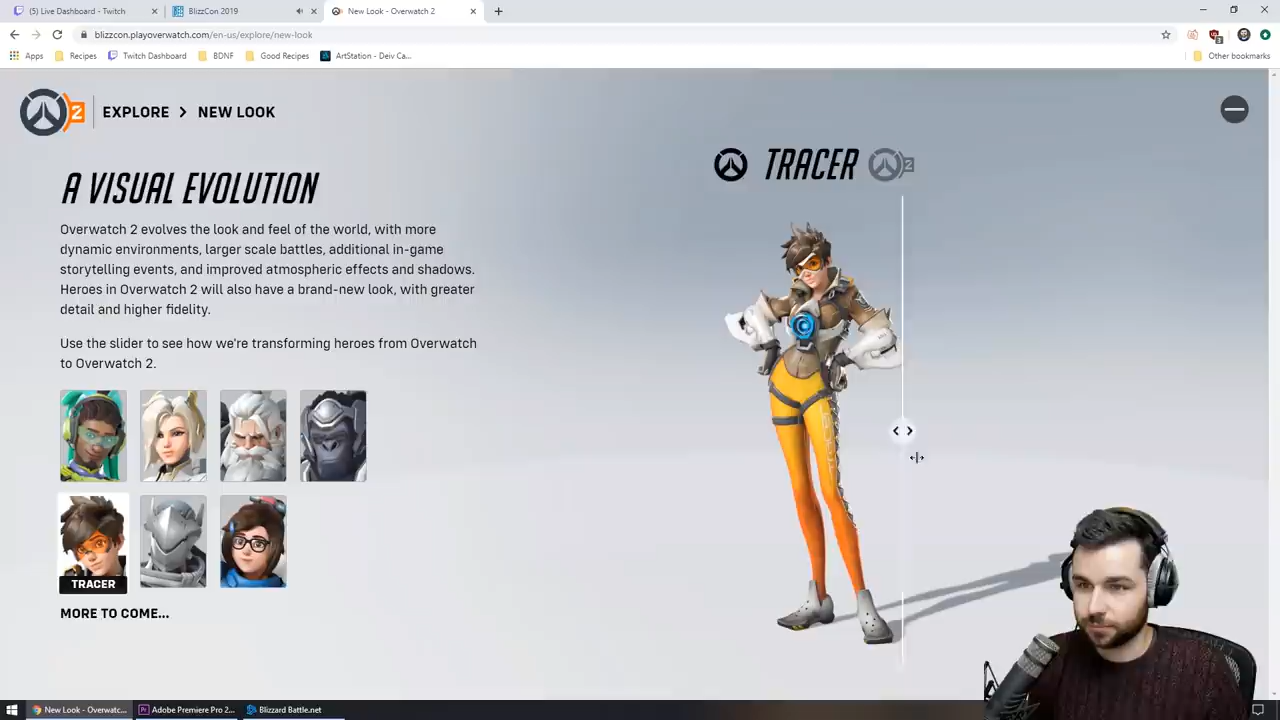 (5) Live Dashboard - Twitch
BlizzCon 2019
New Look - Overwatch 2
blizzcon.playoverwatch.com/en-us/explore/new-look
Apps
Recipes
Twitch Dashboard
BDNF
Good Recipes
ArtStation - Deiv Ca...
Other bookmarks
2
EXPLORE > NEW LOOK
TRACER
2
A VISUAL EVOLUTION
Overwatch 2 evolves the look and feel of the world, with more
dynamic environments, larger scale battles, additional in-game
storytelling events, and improved atmospheric effects and shadows.
Heroes in Overwatch 2 will also have a brand-new look, with greater
detail and higher fidelity.
Use the slider to see how we're transforming heroes from Overwatch
to Overwatch 2.
TRACER
MORE TO COME...
New Look - Overwatc...
Adobe Premiere Pro 2...
Blizzard Battle.net